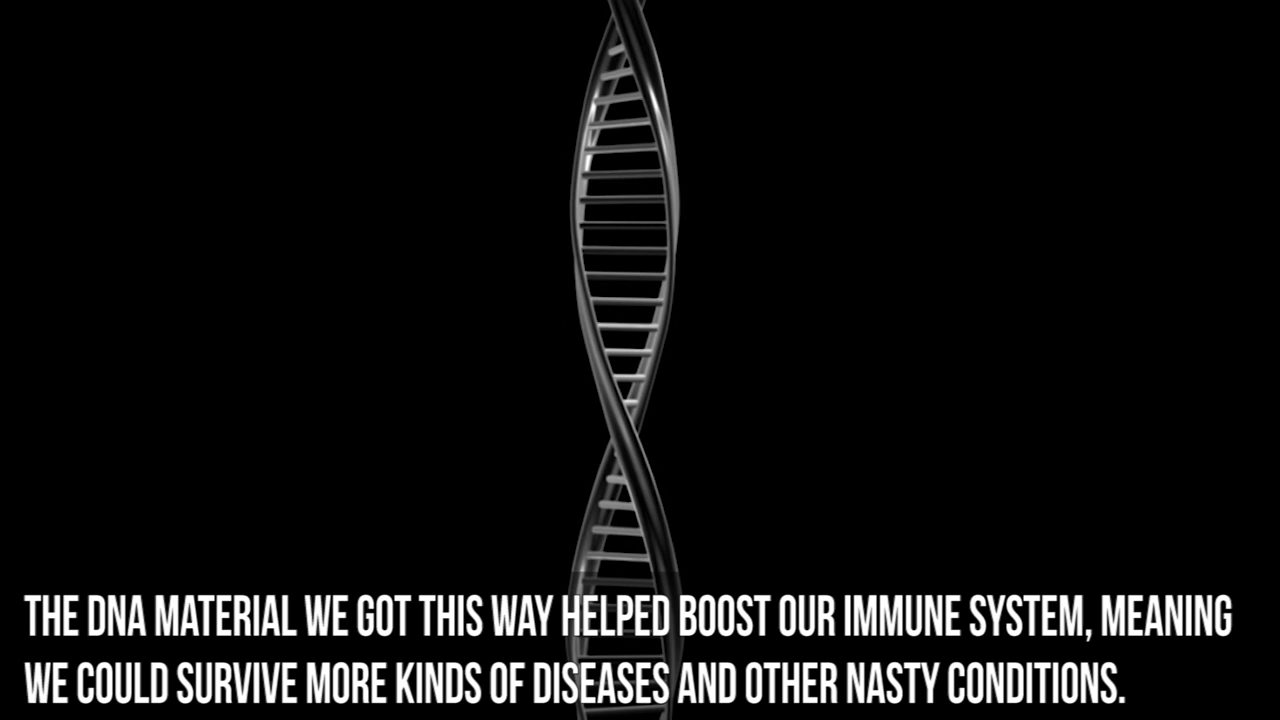 THE DNA MATERIAL WE GOT THIS WAY HELPED BOOST OUR IMMUNE SYSTEM, MEANING
WE COULD SURVIVE MORE KINDS OF DISEASES AND OTHER NASTY CONDITIONS.